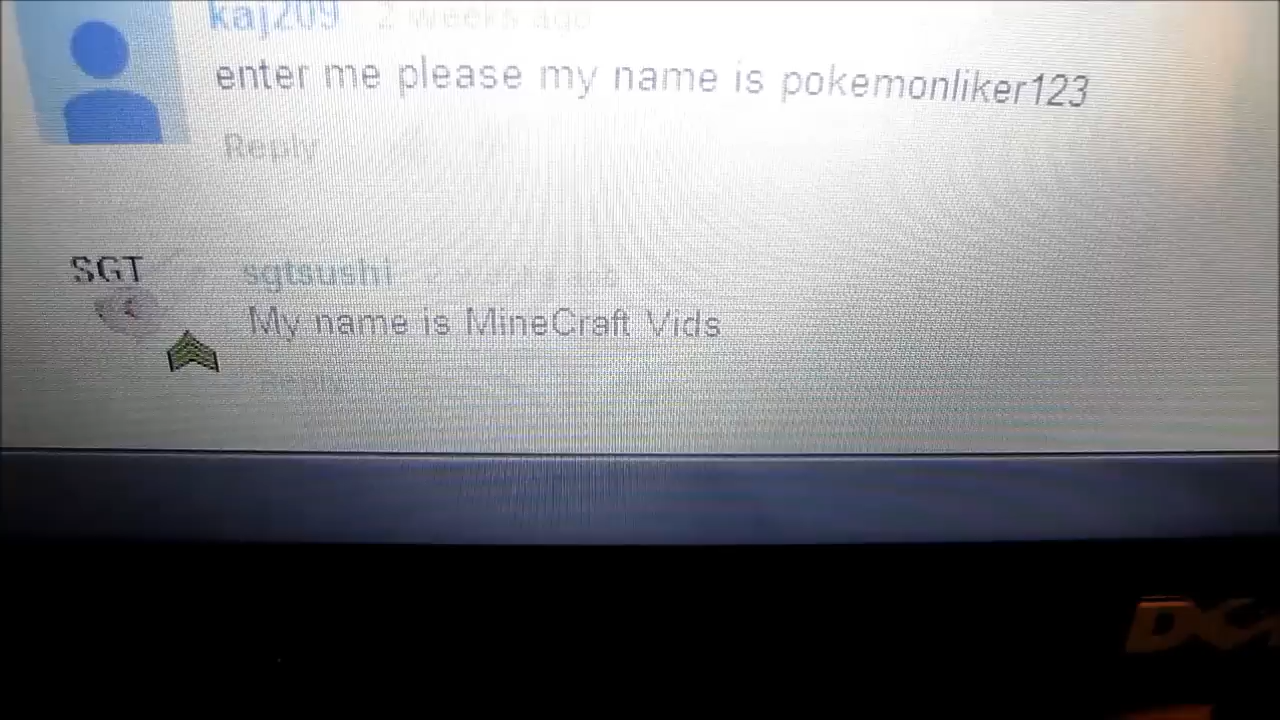 kaj209 2 weeks ago
enter me please my name is pokemonliker123
Reply
SGT
sgtsushi
My name is MineCraft Vids